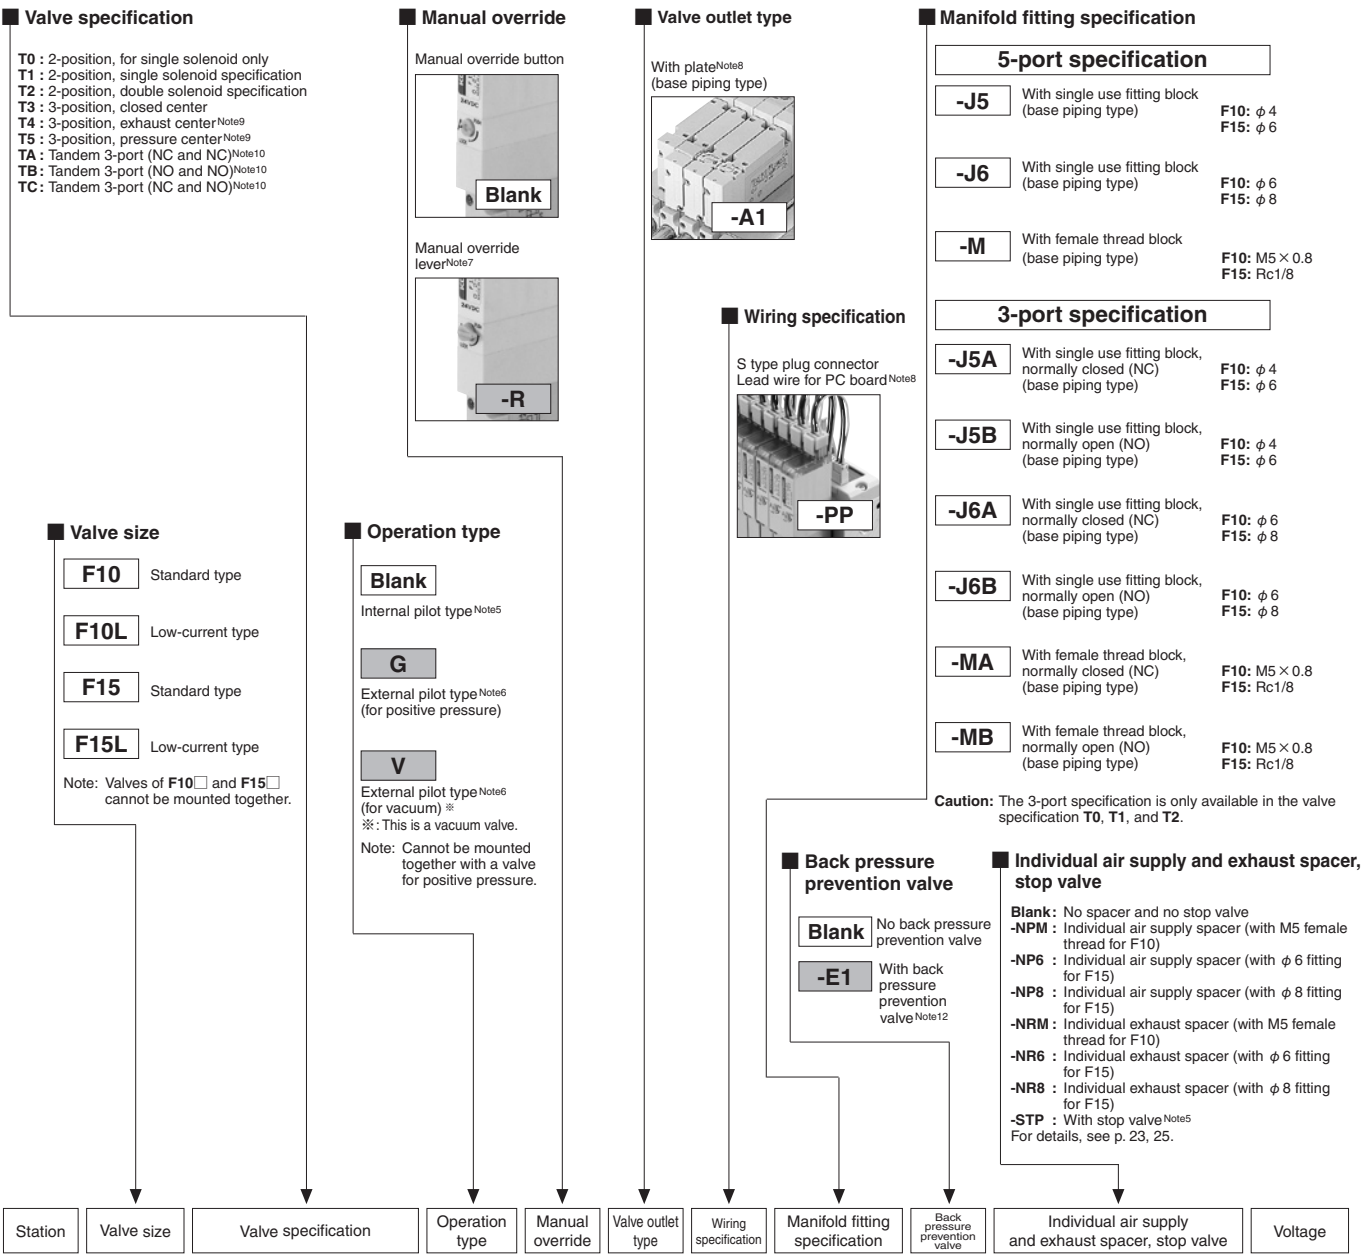 ■ Valve specification
T0 : 2-position, for single solenoid only
T1 : 2-position, single solenoid specification
T2 : 2-position, double solenoid specification
T3 : 3-position, closed center
T4 : 3-position, exhaust center Note9
T5 : 3-position, pressure center Note9
TA : Tandem 3-port (NC and NC) Note10
TB : Tandem 3-port (NO and NO) Note10
TC : Tandem 3-port (NC and NO) Note10
■ Manual override
Manual override button
24VDC
Blank
Manual override
lever Note7
24VDC
-R
■ Valve outlet type
With plate Note8
(base piping type)
-A1
■ Wiring specification
S type plug connector
Lead wire for PC board Note8
-PP
■ Manifold fitting specification
5-port specification
-J5
With single use fitting block
(base piping type)
F10: φ4
F15: φ6
-J6
With single use fitting block
(base piping type)
F10: φ6
F15: φ8
-M
With female thread block
(base piping type)
F10: M5×0.8
F15: Rc1/8
3-port specification
-J5A
With single use fitting block,
normally closed (NC)
(base piping type)
F10: φ4
F15: φ6
-J5B
With single use fitting block,
normally open (NO)
(base piping type)
F10: φ4
F15: φ6
-J6A
With single use fitting block,
normally closed (NC)
(base piping type)
F10: φ6
F15: φ8
-J6B
With single use fitting block,
normally open (NO)
(base piping type)
F10: φ6
F15: φ8
-MA
With female thread block,
normally closed (NC)
(base piping type)
F10: M5×0.8
F15: Rc1/8
-MB
With female thread block,
normally open (NO)
(base piping type)
F10: M5×0.8
F15: Rc1/8
Caution: The 3-port specification is only available in the valve
specification T0, T1, and T2.
■ Valve size
F10 Standard type
F10L Low-current type
F15 Standard type
F15L Low-current type
Note: Valves of F10□ and F15□
cannot be mounted together.
■ Operation type
Blank
Internal pilot type Note5
G
External pilot type Note6
(for positive pressure)
V
External pilot type Note6
(for vacuum) ※
※: This is a vacuum valve.
Note: Cannot be mounted
together with a valve
for positive pressure.
■ Back pressure
prevention valve
Blank
No back pressure
prevention valve
-E1
With back
pressure
prevention
valve Note12
■ Individual air supply and exhaust spacer,
stop valve
Blank : No spacer and no stop valve
-NPM : Individual air supply spacer (with M5 female
thread for F10)
-NP6 : Individual air supply spacer (with φ6 fitting
for F15)
-NP8 : Individual air supply spacer (with φ8 fitting
for F15)
-NRM : Individual exhaust spacer (with M5 female
thread for F10)
-NR6 : Individual exhaust spacer (with φ6 fitting
for F15)
-NR8 : Individual exhaust spacer (with φ8 fitting
for F15)
-STP : With stop valve Note5
For details, see p. 23, 25.
Station
Valve size
Valve specification
Operation
type
Manual
override
Valve outlet
type
Wiring
specification
Manifold fitting
specification
Back
pressure
prevention
valve
Individual air supply
and exhaust spacer, stop valve
Voltage